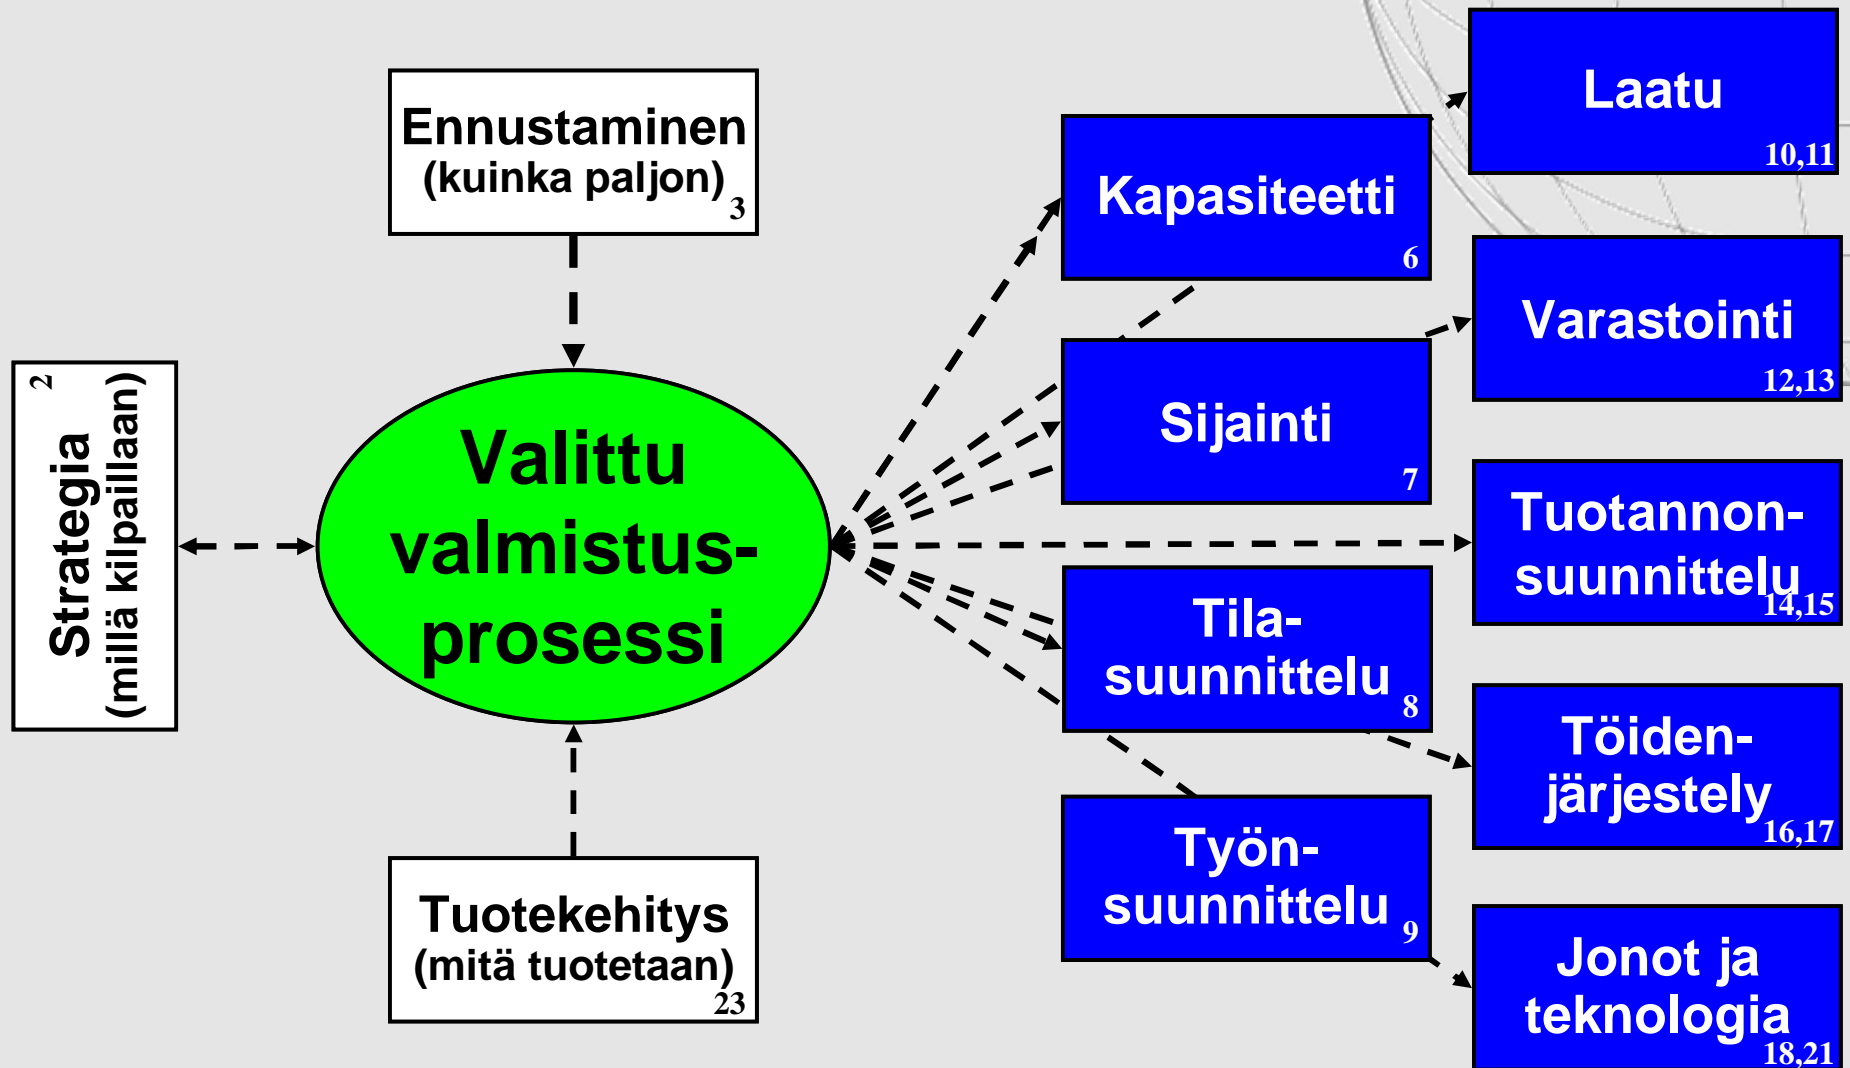 Ennustaminen
(kuinka paljon)
3
2
Strategia
(millä kilpaillaan)
Valittu
valmistus-
prosessi
Tuotekehitys
(mitä tuotetaan)
23
Kapasiteetti
6
Sijainti
7
Tila-
suunnittelu
8
Työn-
suunnittelu
9
Laatu
10,11
Varastointi
12,13
Tuotannon-
suunnittelu
14,15
Töiden-
järjestely
16,17
Jonot ja
teknologia
18,21